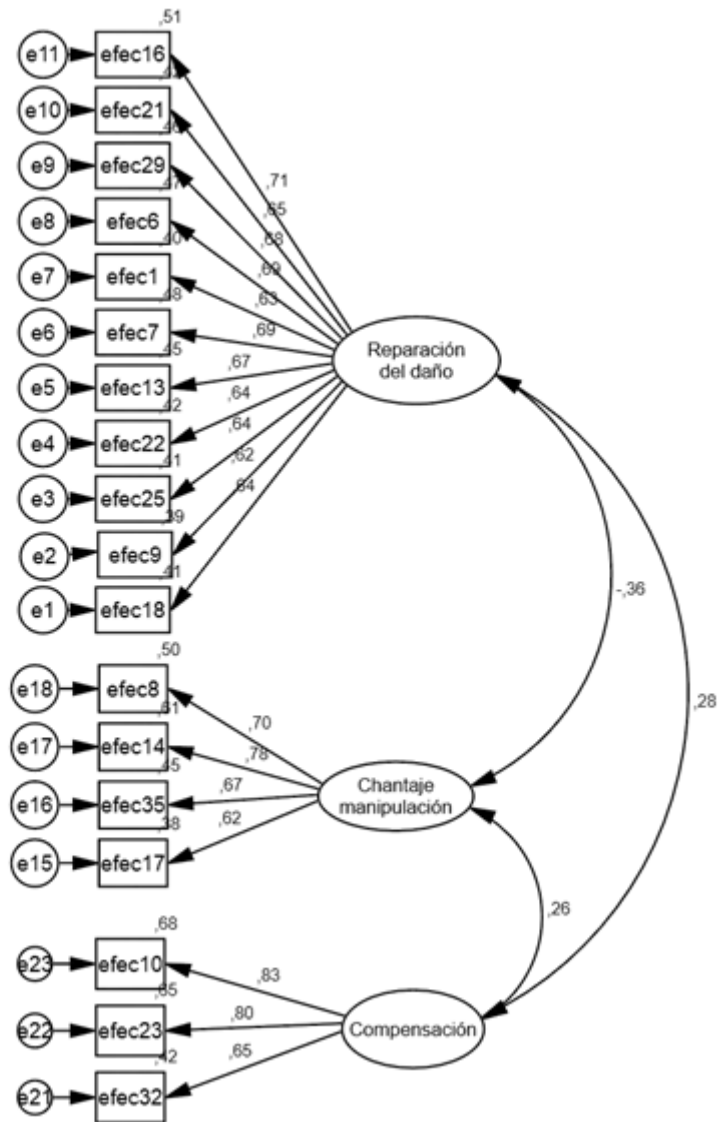 ,51
e11 efec16
,71
e10 efec21
,65
,46
e9 efec29
,68
,47
e8 efec6
,69
,40
e7 efec1
,63
,48
e6 efec7
,69
,45
e5 efec13
,67
,42
e4 efec22
,64
,41
e3 efec25
,64
,39
e2 efec9
,62
,41
e1 efec18
,64
Reparación
del daño
-,36
,28
,50
e18 efec8
,70
,61
e17 efec14
,78
,45
e16 efec35
,67
,38
e15 efec17
,62
Chantaje
manipulación
,26
,68
e23 efec10
,83
,65
e22 efec23
,80
,42
e21 efec32
,65
Compensación